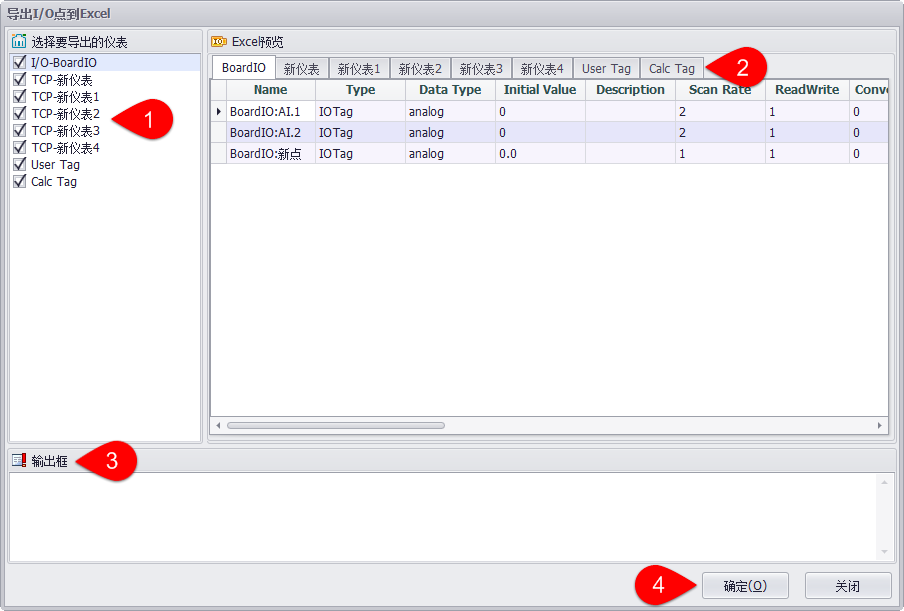 导出I/O点到Excel
选择要导出的仪表
I/O-BoardIO
TCP-新仪表
TCP-新仪表1
TCP-新仪表2
TCP-新仪表3
TCP-新仪表4
User Tag
Calc Tag
1
Excel预览
BoardIO 新仪表 新仪表1 新仪表2 新仪表3 新仪表4 User Tag Calc Tag
2
Name Type Data Type Initial Value Description Scan Rate ReadWrite Conve
BoardIO:AI.1 IOTag analog 0 2 1 0
BoardIO:AI.2 IOTag analog 0 2 1 0
BoardIO:新点 IOTag analog 0.0 1 1 0
输出框
3
4
确定(O) 关闭